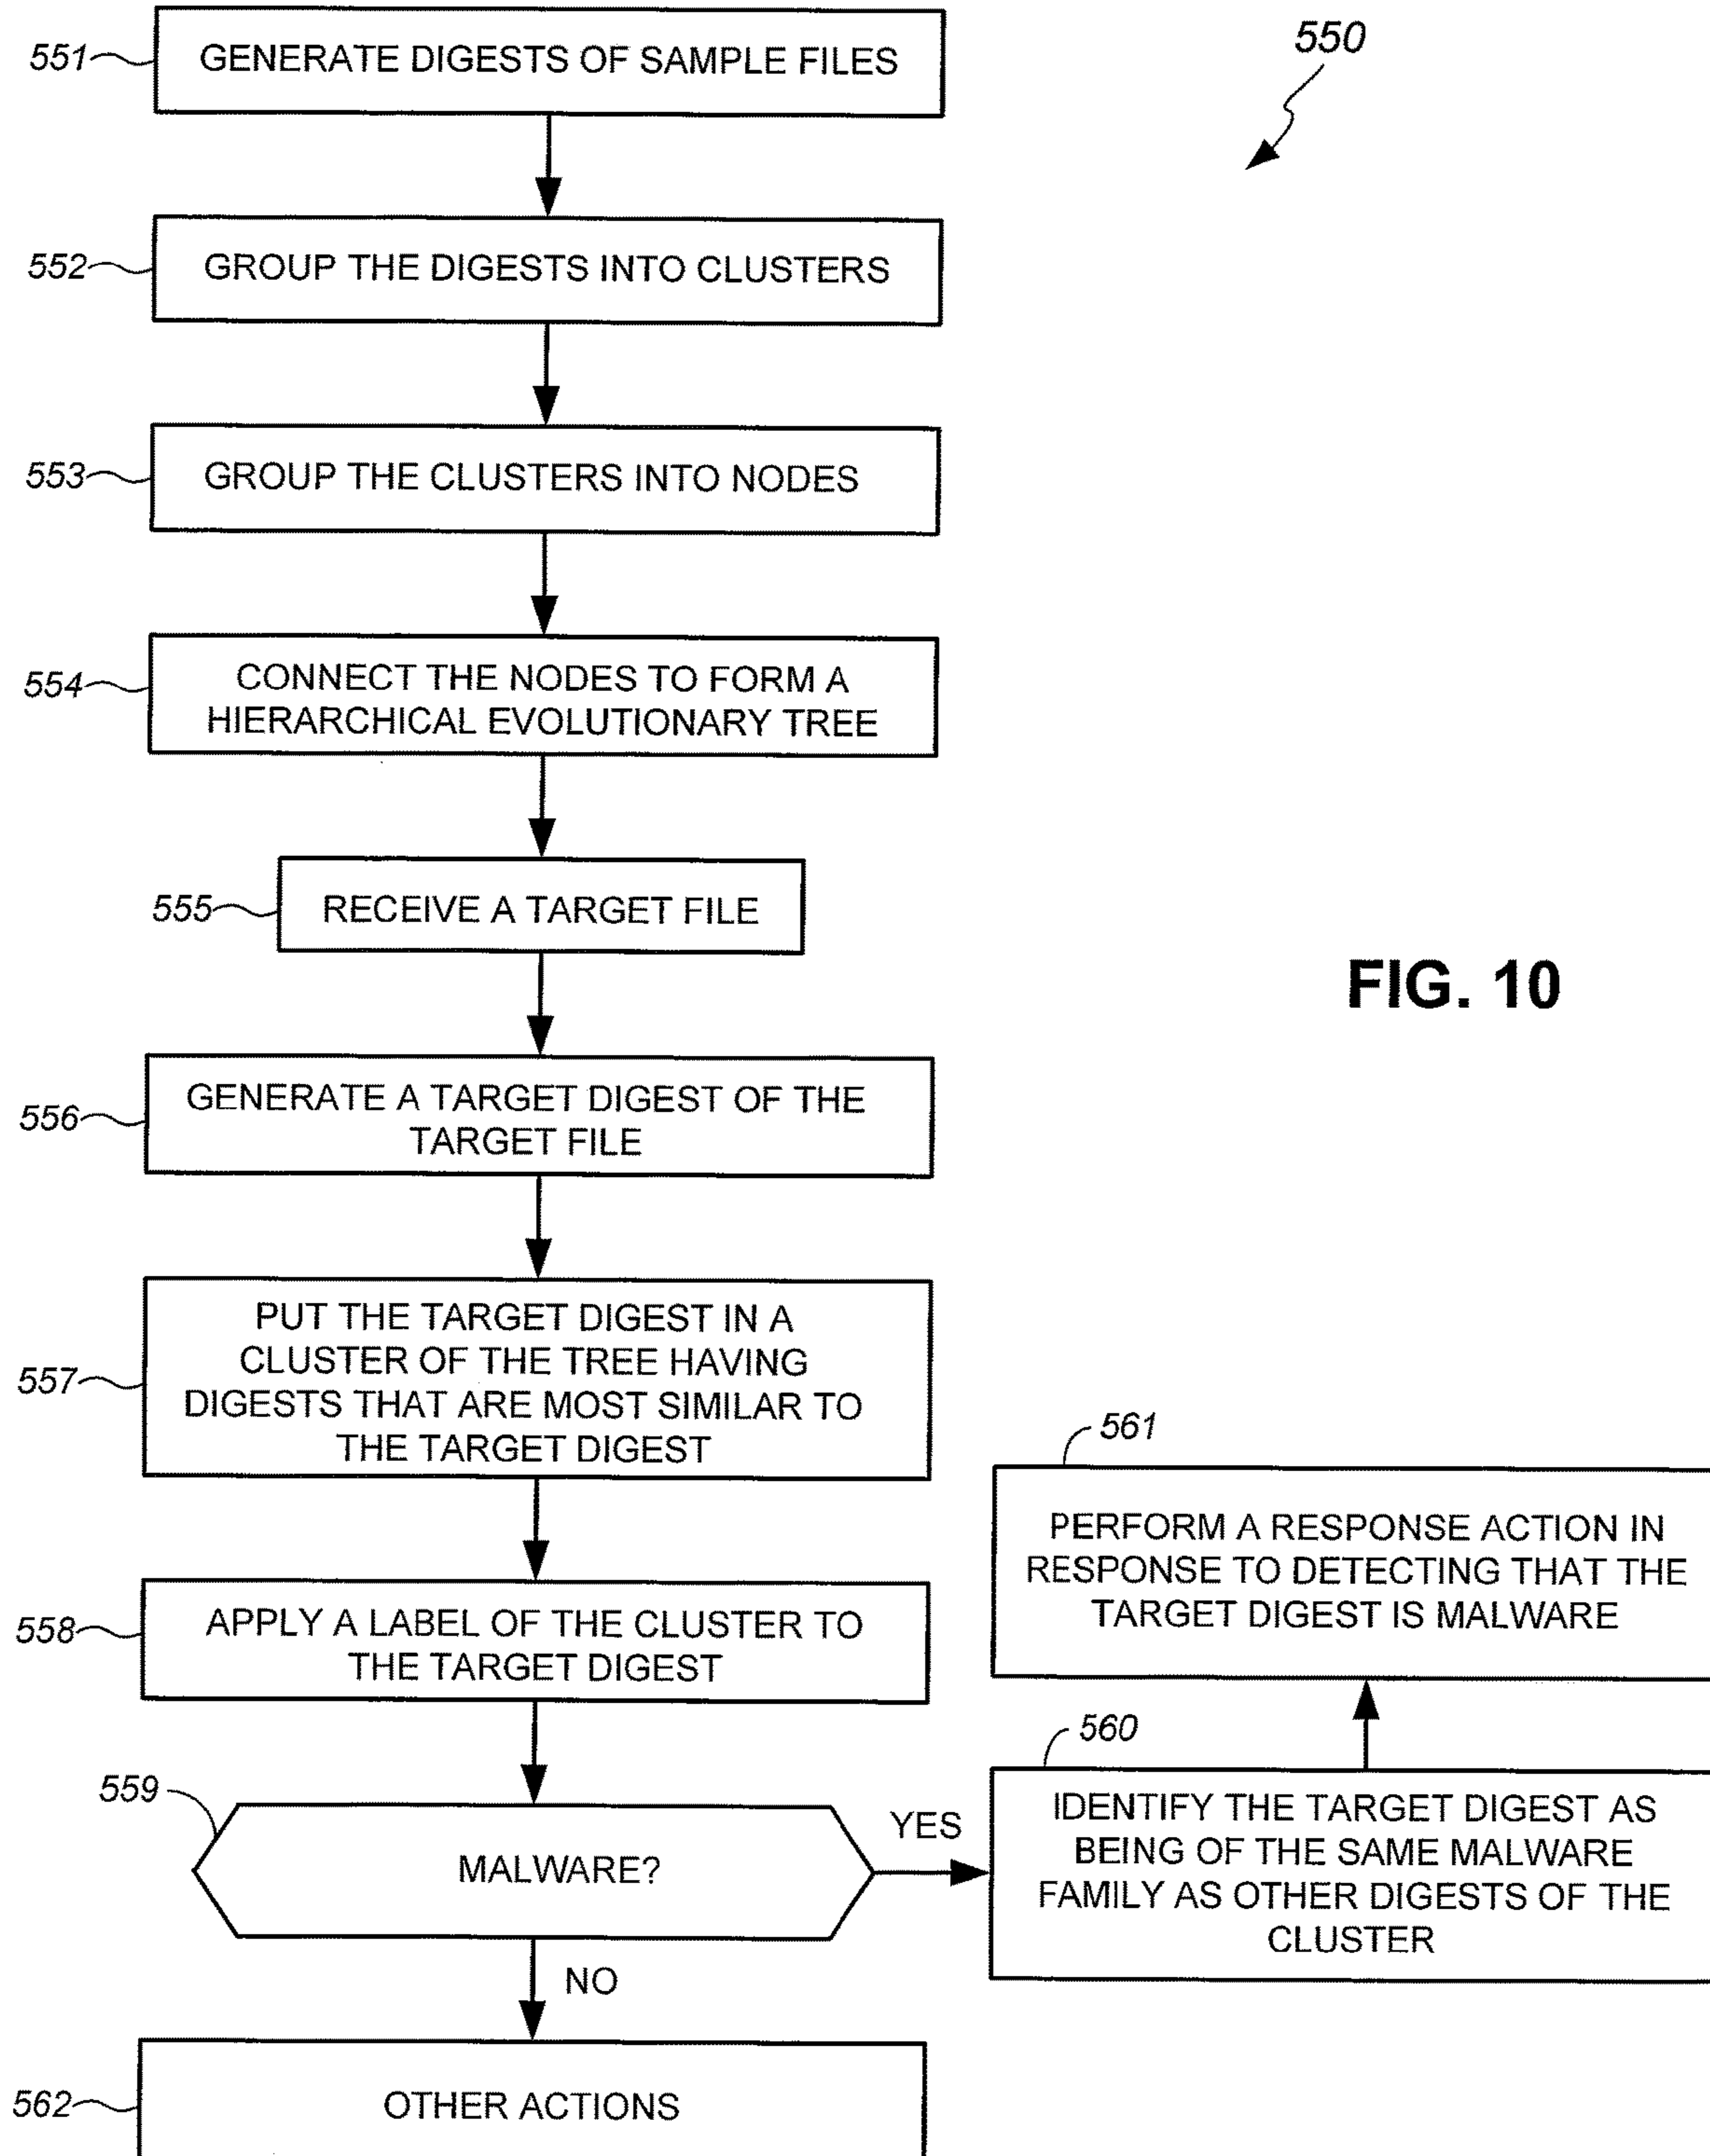 550
551
GENERATE DIGESTS OF SAMPLE FILES
552
GROUP THE DIGESTS INTO CLUSTERS
553
GROUP THE CLUSTERS INTO NODES
554
CONNECT THE NODES TO FORM A
HIERARCHICAL EVOLUTIONARY TREE
555
RECEIVE A TARGET FILE
FIG. 10
556
GENERATE A TARGET DIGEST OF THE
TARGET FILE
557
PUT THE TARGET DIGEST IN A
CLUSTER OF THE TREE HAVING
DIGESTS THAT ARE MOST SIMILAR TO
THE TARGET DIGEST
558
APPLY A LABEL OF THE CLUSTER TO
THE TARGET DIGEST
559
MALWARE?
YES
560
IDENTIFY THE TARGET DIGEST AS
BEING OF THE SAME MALWARE
FAMILY AS OTHER DIGESTS OF THE
CLUSTER
561
PERFORM A RESPONSE ACTION IN
RESPONSE TO DETECTING THAT THE
TARGET DIGEST IS MALWARE
NO
562
OTHER ACTIONS